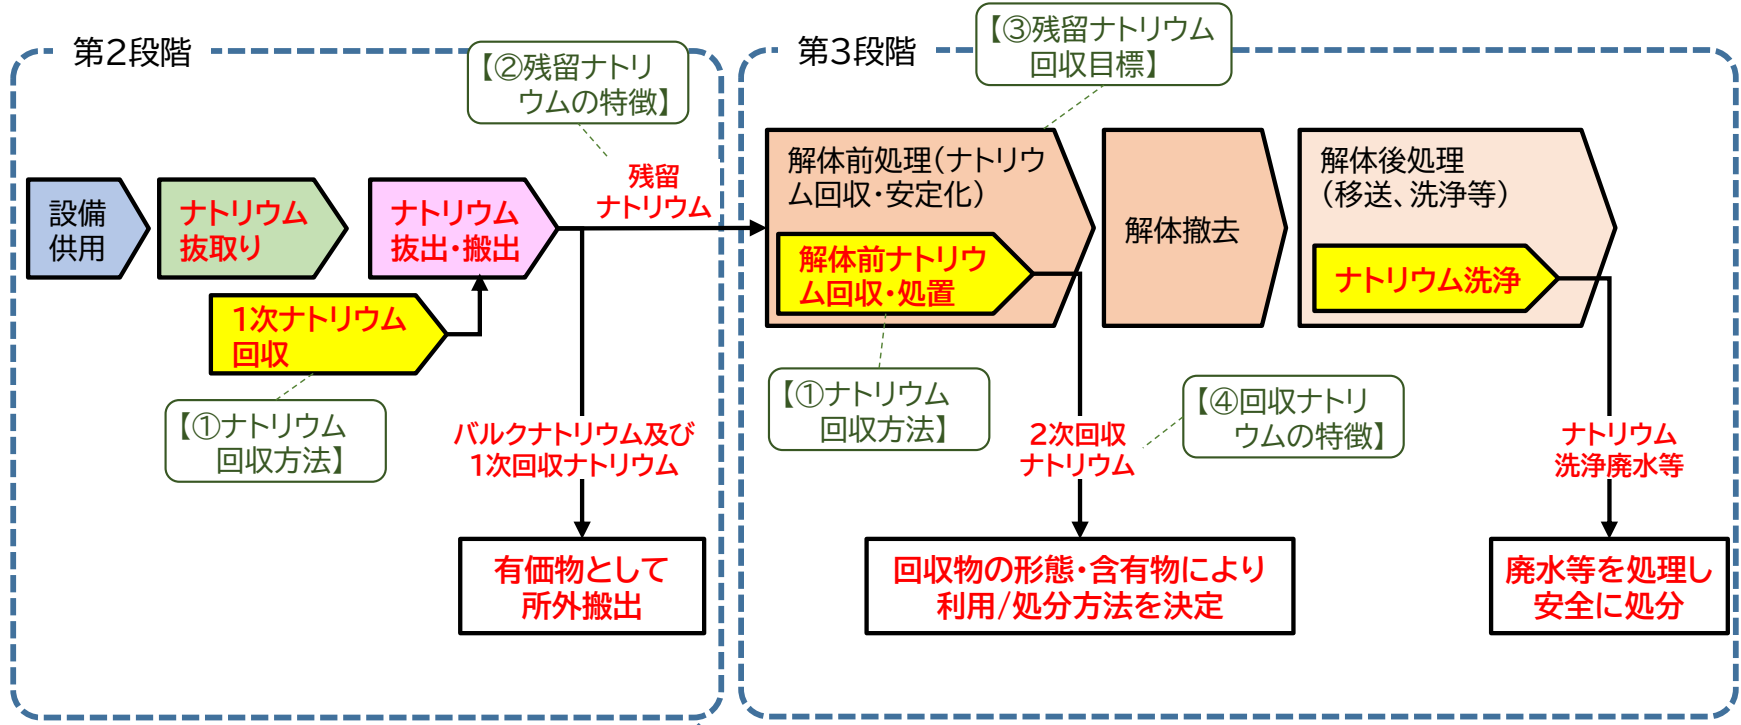 第2段階
【②残留ナトリ
ウムの特徴】
設備
供用
ナトリウム
抜取り
ナトリウム
抜出・搬出
残留
ナトリウム
1次ナトリウム
回収
【①ナトリウム
回収方法】
バルクナトリウム及び
1次回収ナトリウム
有価物として
所外搬出
第3段階
【③残留ナトリウム
回収目標】
解体前処理(ナトリウ
ム回収・安定化)
解体前ナトリウ
ム回収・処置
解体撤去
解体後処理
(移送、洗浄等)
ナトリウム洗浄
【①ナトリウム
回収方法】
2次回収
ナトリウム
【④回収ナトリ
ウムの特徴】
ナトリウム
洗浄廃水等
回収物の形態・含有物により
利用/処分方法を決定
廃水等を処理し
安全に処分